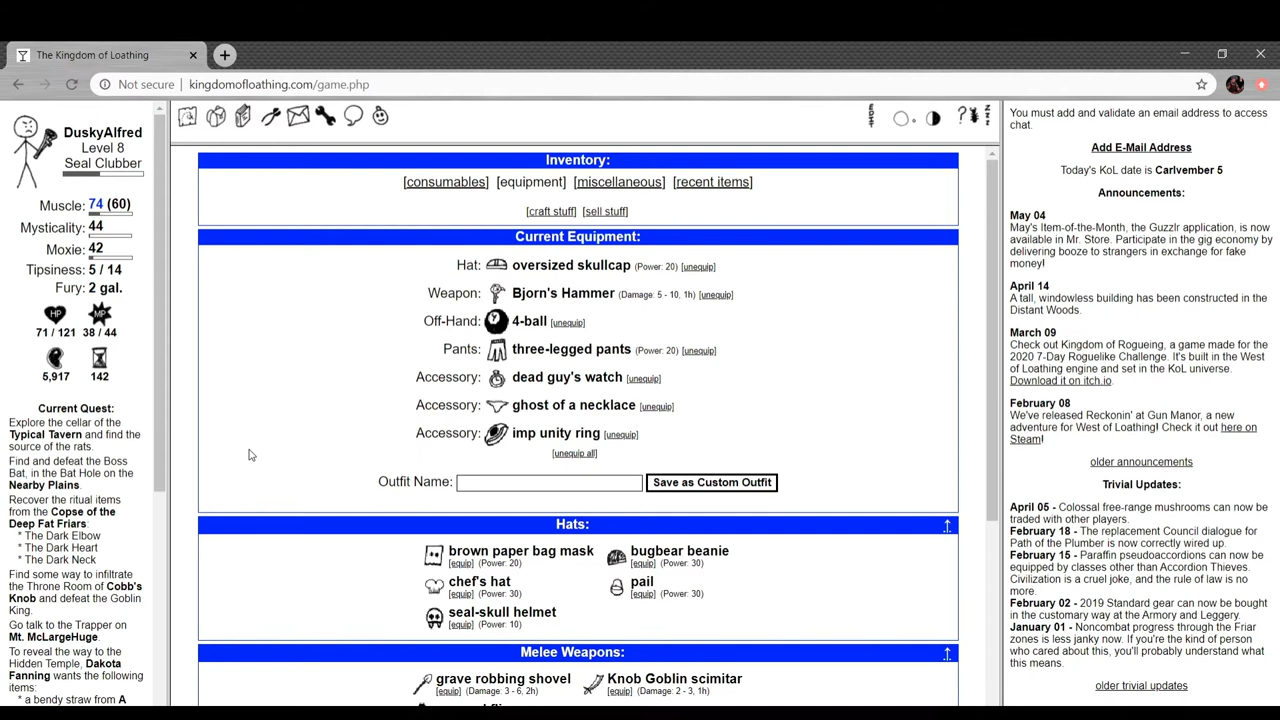 The Kingdom of Loathing
Not secure
kingdomofloathing.com/game.php
DuskyAlfred
Level 8
Seal Clubber
Muscle: 74 (60)
Mysticality: 44
Moxie: 42
Tipsiness: 5 / 14
Fury: 2 gal.
HP
MP
71 / 121 38 / 44
5,917 142
Current Quest:
Explore the cellar of the
Typical Tavern and find the
source of the rats.
Find and defeat the Boss
Bat, in the Bat Hole on the
Nearby Plains.
Recover the ritual items
from the Copse of the
Deep Fat Friars:
* The Dark Elbow
* The Dark Heart
* The Dark Neck
Find some way to infiltrate
the Throne Room of Cobb's
Knob and defeat the Goblin
King.
Go talk to the Trapper on
Mt. McLargeHuge.
To reveal the way to the
Hidden Temple, Dakota
Fanning wants the following
items:
* a bendy straw from A
Inventory:
[consumables] [equipment] [miscellaneous] [recent items]
[craft stuff] [sell stuff]
Current Equipment:
Hat: oversized skullcap (Power: 20) [unequip]
Weapon: Bjorn's Hammer (Damage: 5 - 10, 1h) [unequip]
Off-Hand: 4-ball [unequip]
Pants: three-legged pants (Power: 20) [unequip]
Accessory: dead guy's watch [unequip]
Accessory: ghost of a necklace [unequip]
Accessory: imp unity ring [unequip]
[unequip all]
Outfit Name: Save as Custom Outfit
Hats:
brown paper bag mask bugbear beanie
[equip] (Power: 20) [equip] (Power: 30)
chef's hat pail
[equip] (Power: 30) [equip] (Power: 30)
seal-skull helmet
[equip] (Power: 10)
Melee Weapons:
grave robbing shovel Knob Goblin scimitar
[equip] (Damage: 3 - 6, 2h) [equip] (Damage: 2 - 3, 1h)
You must add and validate an email address to access
chat.
Add E-Mail Address
Today's KoL date is Carlvember 5
Announcements:
May 04
May's Item-of-the-Month, the Guzzlr application, is now
available in Mr. Store. Participate in the gig economy by
delivering booze to strangers in exchange for fake
money!
April 14
A tall, windowless building has been constructed in the
Distant Woods.
March 09
Check out Kingdom of Rogueing, a game made for the
2020 7-Day Roguelike Challenge. It's built in the West
of Loathing engine and set in the KoL universe.
Download it on itch.io.
February 08
We've released Reckonin' at Gun Manor, a new
adventure for West of Loathing! Check it out here on
Steam!
older announcements
Trivial Updates:
April 05 - Colossal free-range mushrooms can now be
traded with other players.
February 18 - The replacement Council dialogue for
Path of the Plumber is now correctly wired up.
February 15 - Paraffin pseudoaccordions can now be
equipped by classes other than Accordion Thieves.
Civilization is a cruel joke, and the rule of law is no
more.
February 02 - 2019 Standard gear can now be bought
in the customary way at the Armory and Leggery.
January 01 - Noncombat progress through the Friar
zones is less janky now. If you're the kind of person
who cared about this, you'll probably understand what
this means.
older trivial updates